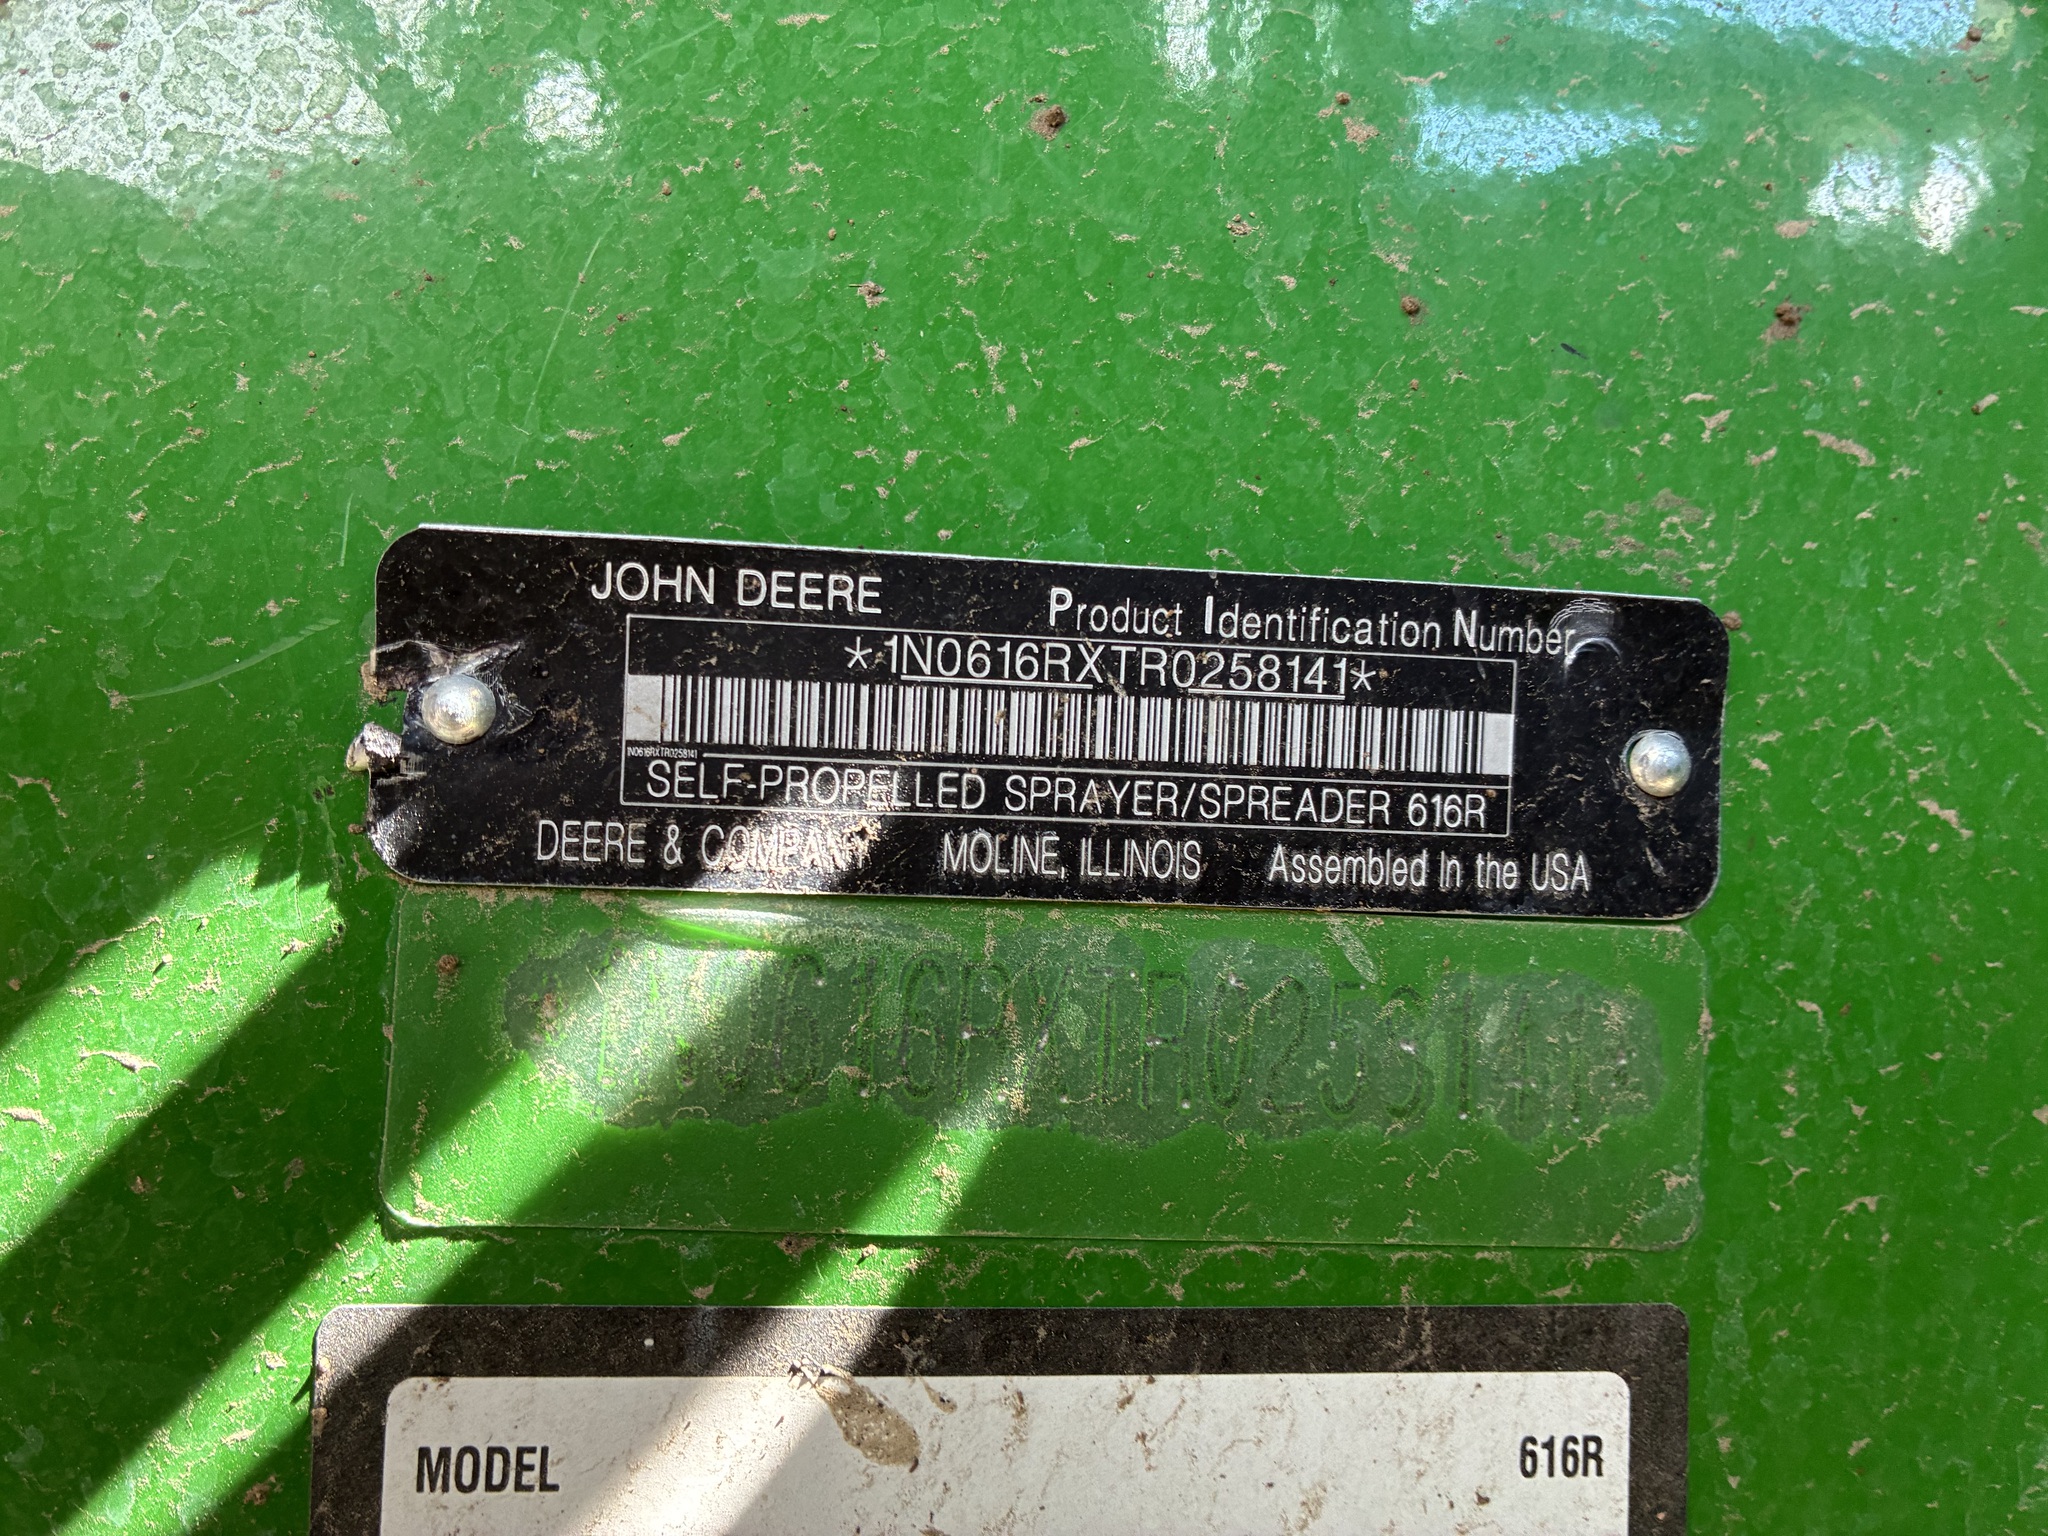 JOHN DEERE
Product Identification Number
*1N0616RXTR0258141*
1N0616RXTR0258141
SELF-PROPELLED SPRAYER/SPREADER 616R
DEERE & COMPANY MOLINE, ILLINOIS Assembled In the USA
1N0616RXTR0258141
MODEL 616R